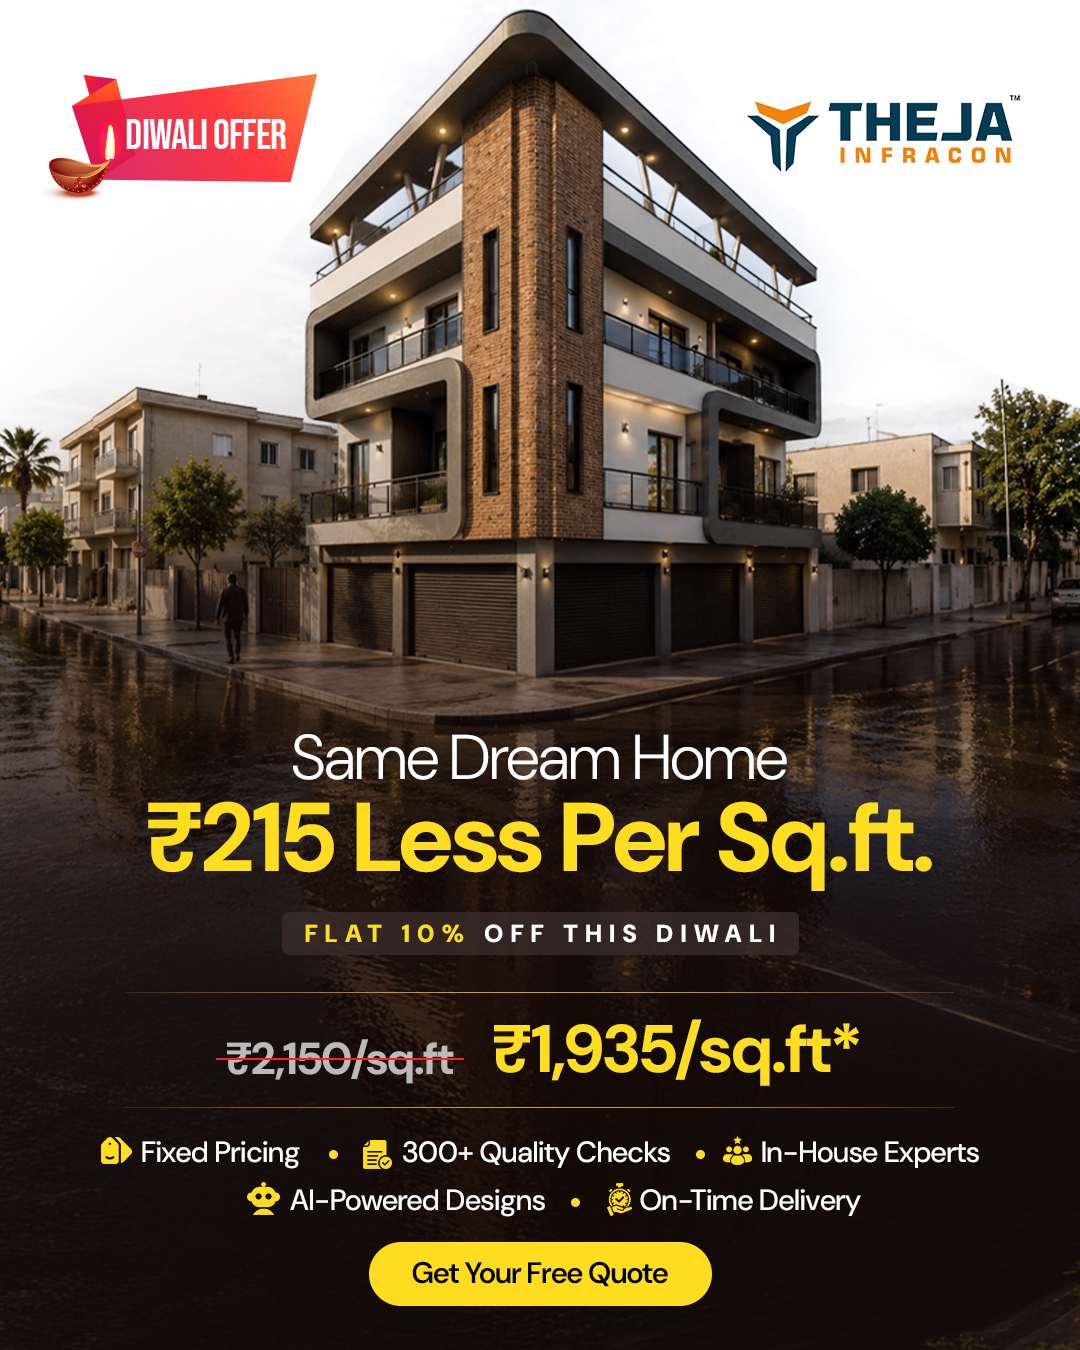 DIWALI OFFER
THEJA™
INFRACON
Same Dream Home
₹215 Less Per Sq.ft.
FLAT 10% OFF THIS DIWALI
₹2,150/sq.ft ₹1,935/sq.ft*
Fixed Pricing • 300+ Quality Checks • In-House Experts
AI-Powered Designs • On-Time Delivery
Get Your Free Quote